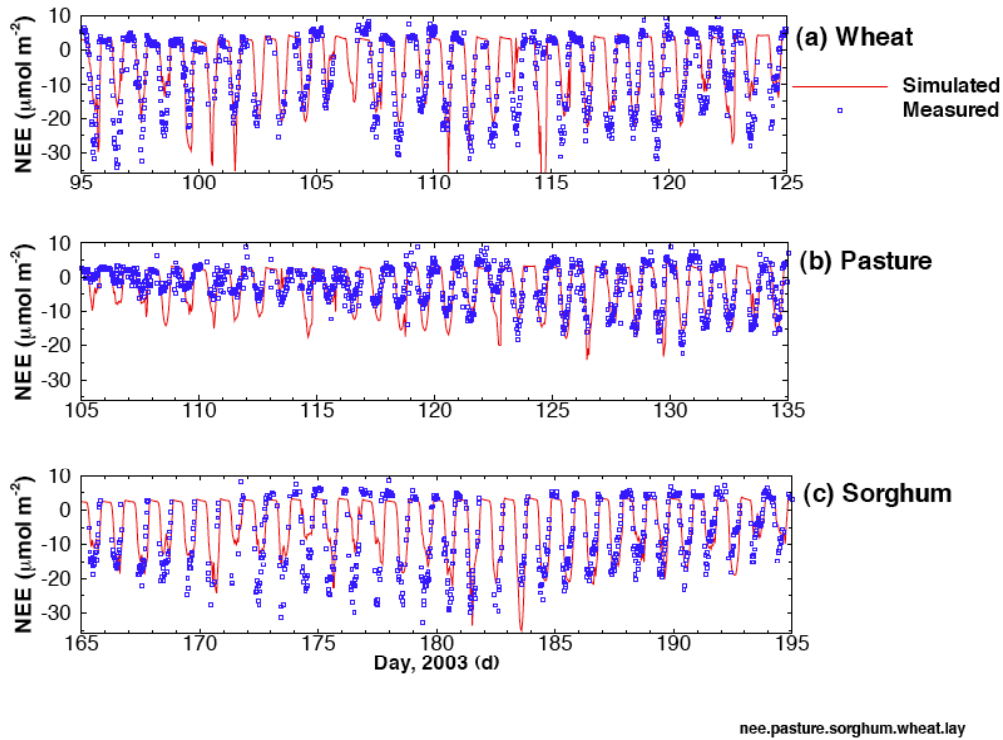 10
0
-10
-20
-30
NEE (μmol m-2)
95 100 105 110 115 120 125
(a) Wheat
Simulated
Measured
10
0
-10
-20
-30
NEE (μmol m-2)
105 110 115 120 125 130 135
(b) Pasture
10
0
-10
-20
-30
NEE (μmol m-2)
165 170 175 180 185 190 195
(c) Sorghum
Day, 2003 (d)
nee.pasture.sorghum.wheat.lay